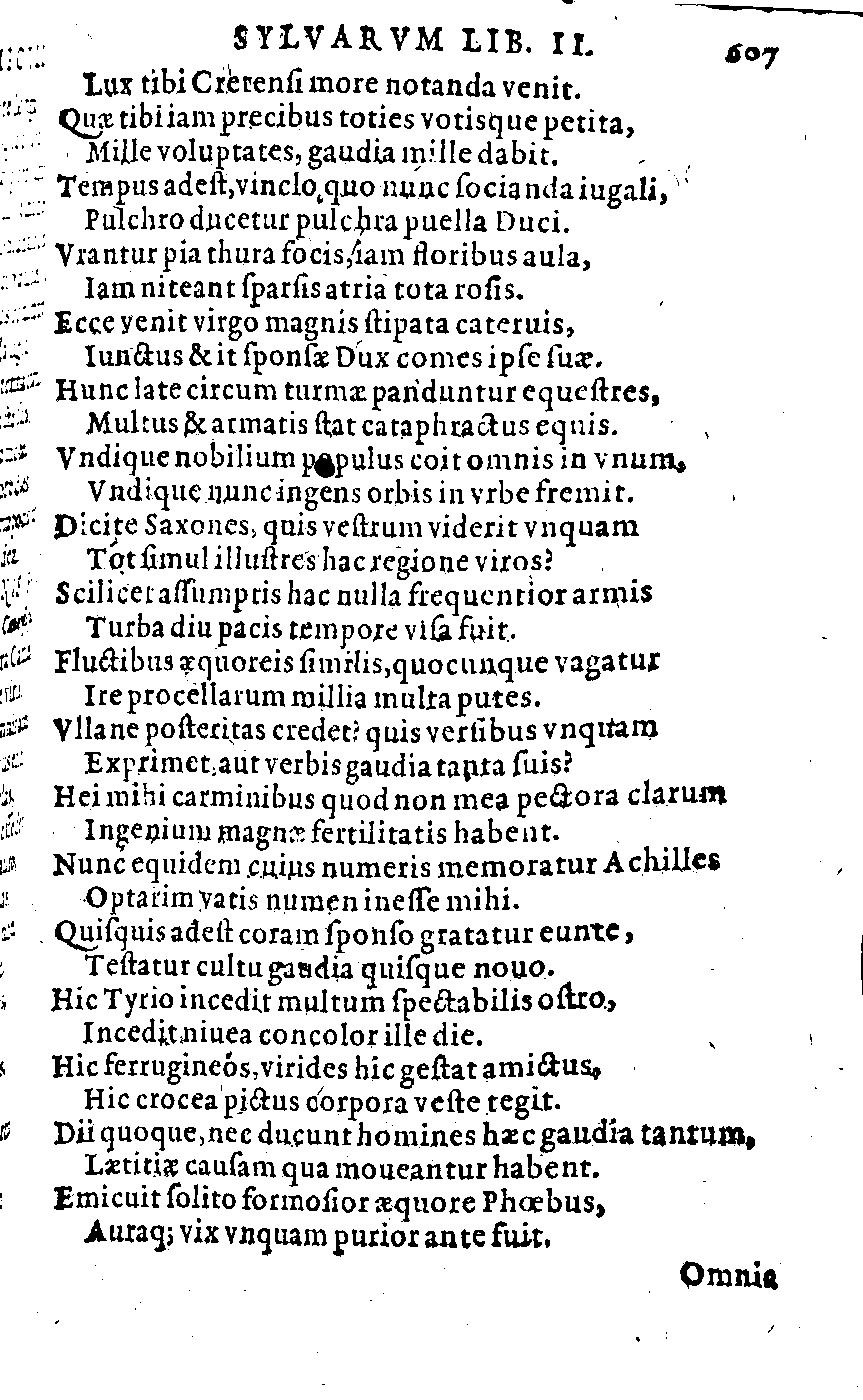 SYLVARVM LIB. II. 607
Lux tibi Cretensi more notanda venit.
Quæ tibi iam precibus toties votisque petita,
Mille voluptates, gaudia mille dabit.
Tempus adest, vinclo quo nunc socianda iugali,
Pulchro ducetur pulchra puella Duci.
Vrantur pia thura focis, iam floribus aula,
Iam niteant sparsis atria tota rosis.
Ecce venit virgo magnis stipata cateruis,
Iunctus & it sponsæ Dux comes ipse suæ.
Hunc late circum turmæ panduntur equestres,
Multus & armatis stat cataphractus equis.
Vndique nobilium populus coit omnis in vnum,
Vndique nunc ingens orbis in vrbe fremit.
Dicite Saxones, quis vestrum viderit vnquam
Tot simul illustres hac regione viros?
Scilicet assumptis hac nulla frequentior armis
Turba diu pacis tempore visa fuit.
Fluctibus æquoreis similis, quocunque vagatur
Ire procellarum millia multa putes.
Vllane posteritas credet? quis versibus vnquam
Exprimet, aut verbis gaudia tanta suis?
Hei mihi carminibus quod non mea pectora clarum
Ingenium magnæ fertilitatis habent.
Nunc equidem cuius numeris memoratur Achilles
Optarim vatis numen inesse mihi.
Quisquis adest coram sponso gratatur eunte,
Testatur cultu gaudia quisque nouo.
Hic Tyrio incedit multum spectabilis ostro,
Incedit niuea concolor ille die.
Hic ferrugineos, virides hic gestat amictus,
Hic crocea pictus corpora veste tegit.
Dii quoque, nec ducunt homines hæc gaudia tantum,
Lætitiæ causam qua moueantur habent.
Emicuit solito formosior æquore Phœbus,
Auraq; vix vnquam purior ante fuit.
Omnia